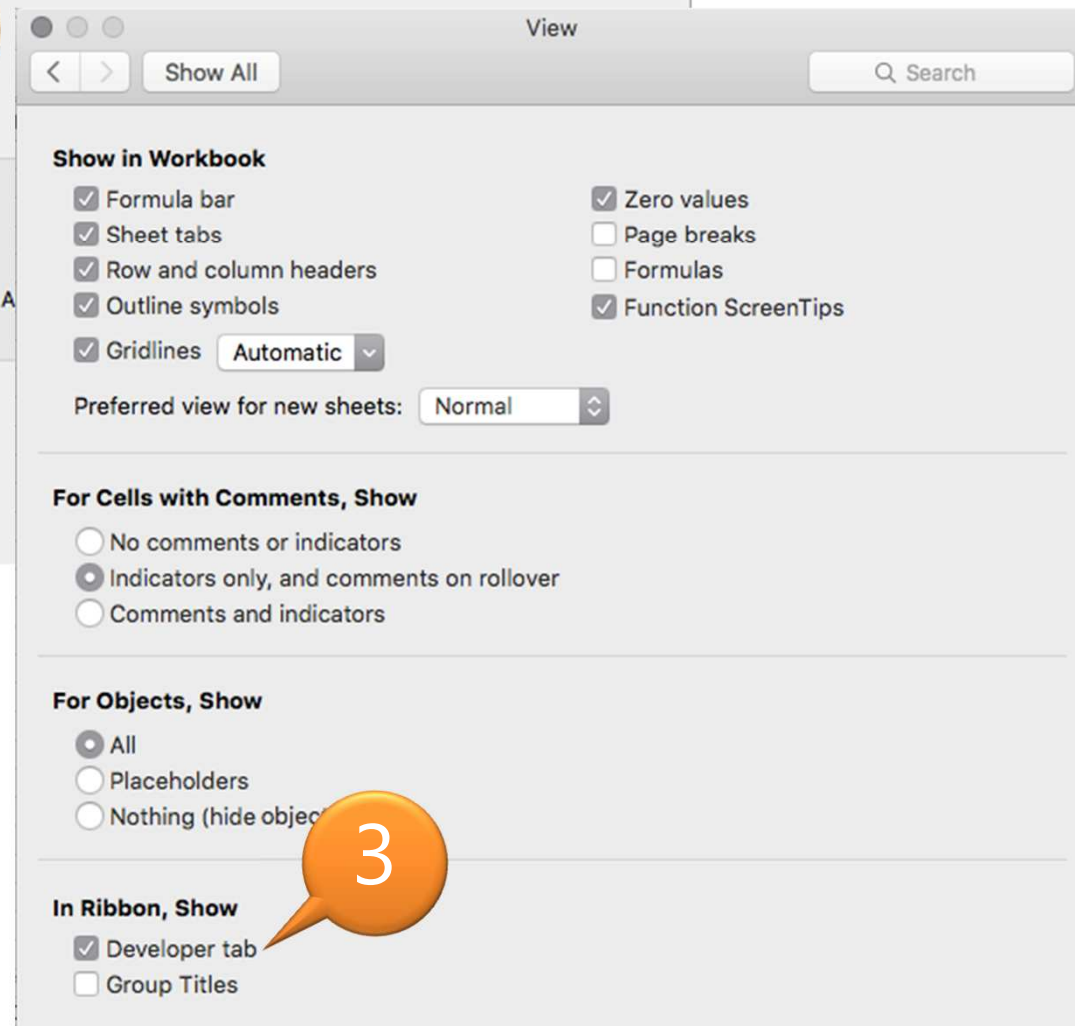 View
Show All
Search
Show in Workbook
Formula bar
Zero values
Sheet tabs
Page breaks
Row and column headers
Formulas
A
Outline symbols
Function ScreenTips
Gridlines Automatic
Preferred view for new sheets: Normal
For Cells with Comments, Show
No comments or indicators
Indicators only, and comments on rollover
Comments and indicators
For Objects, Show
All
Placeholders
Nothing (hide objec
3
In Ribbon, Show
Developer tab
Group Titles